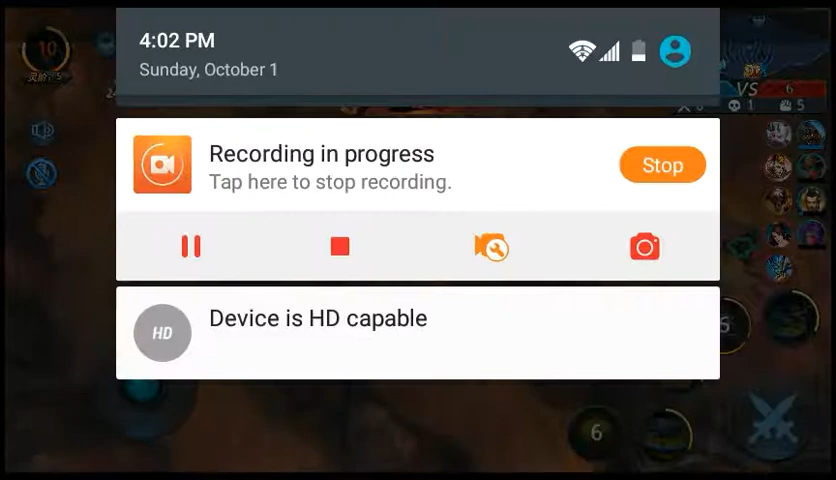 4:02 PM
Sunday, October 1
10
VS
6
1
5
Recording in progress
Tap here to stop recording.
Stop
HD
Device is HD capable
6